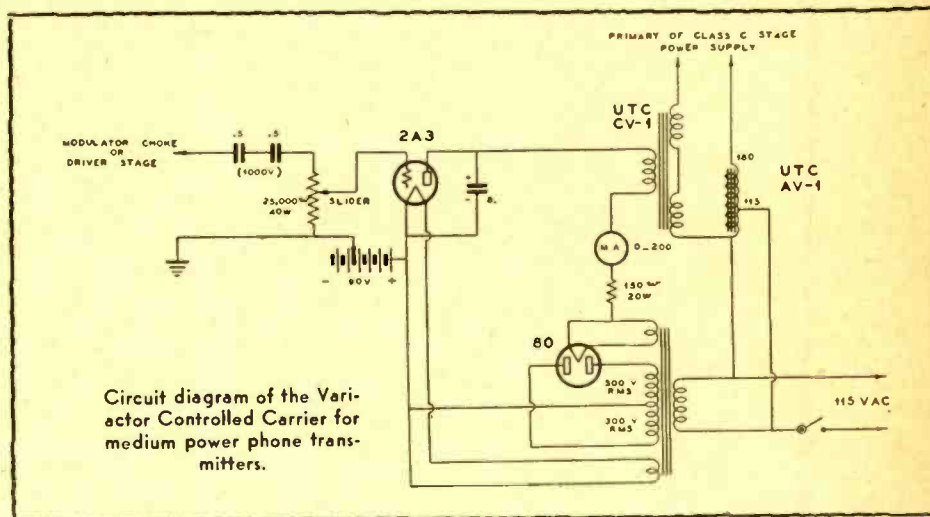 PRIMARY OF CLASS C STAGE
POWER SUPPLY
UTC
CV-1
2A3
MODULATOR CHOKE
OR
DRIVER STAGE
.5 .5
(1000V)
25,000 ω
40W
SLIDER
+
-
8.
180
UTC
AV-1
115
M A
0-200
- 90V +
150 ω
20W
80
300 V
RMS
300 V
RMS
115 VAC
Circuit diagram of the Vari-
actor Controlled Carrier for
medium power phone trans-
mitters.